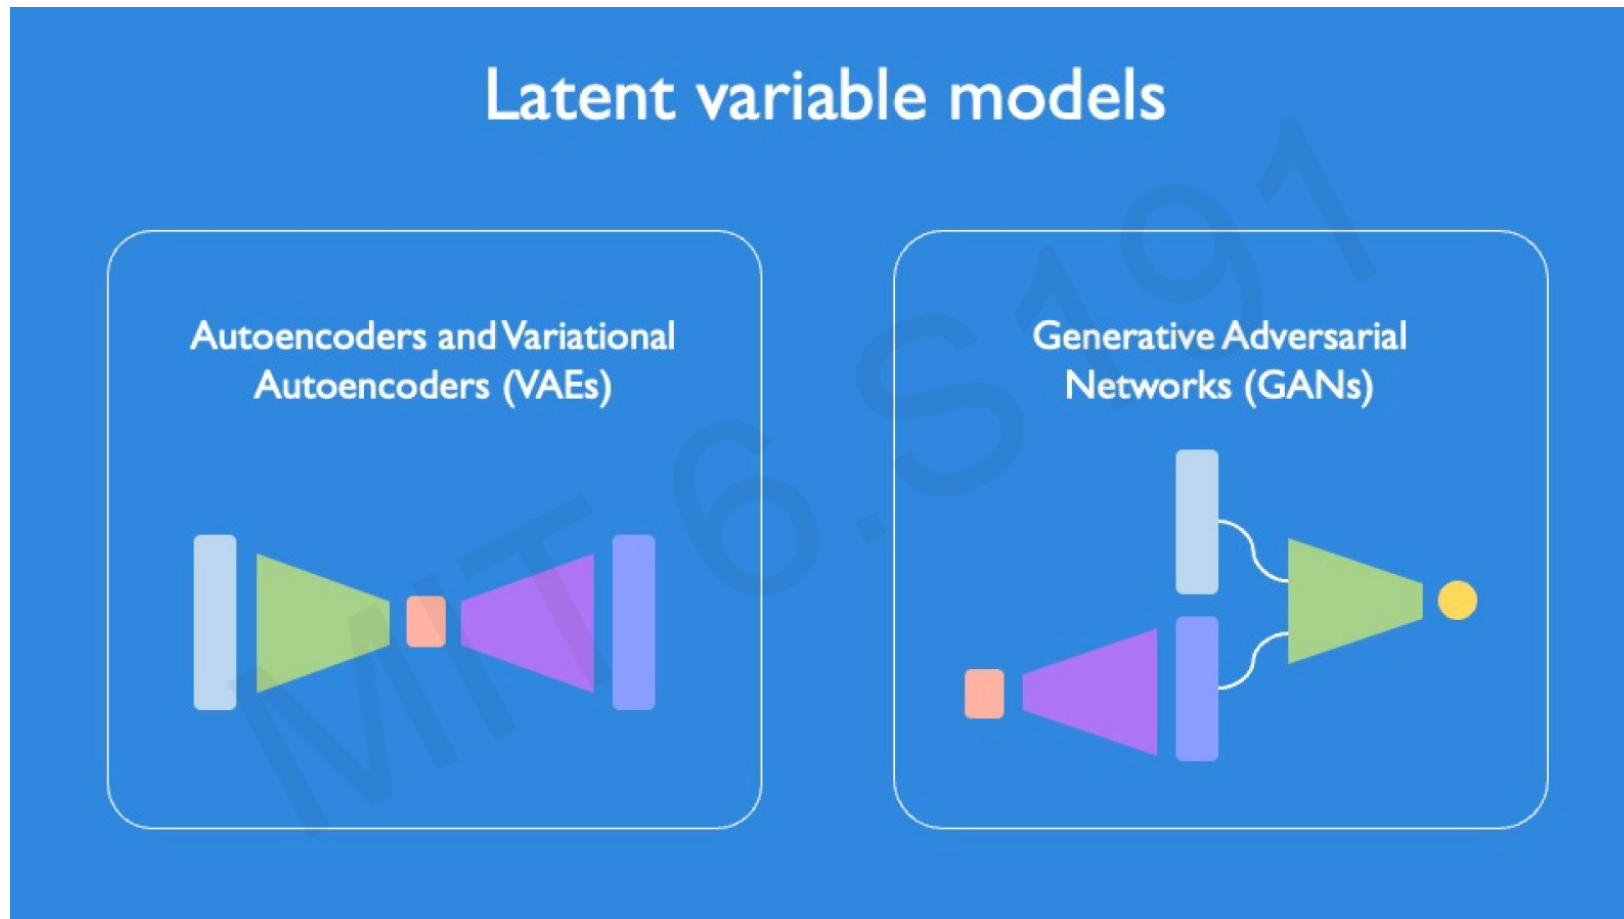 Latent variable models
Autoencoders and Variational
Autoencoders (VAEs)
Generative Adversarial
Networks (GANs)
MIT 6.S191